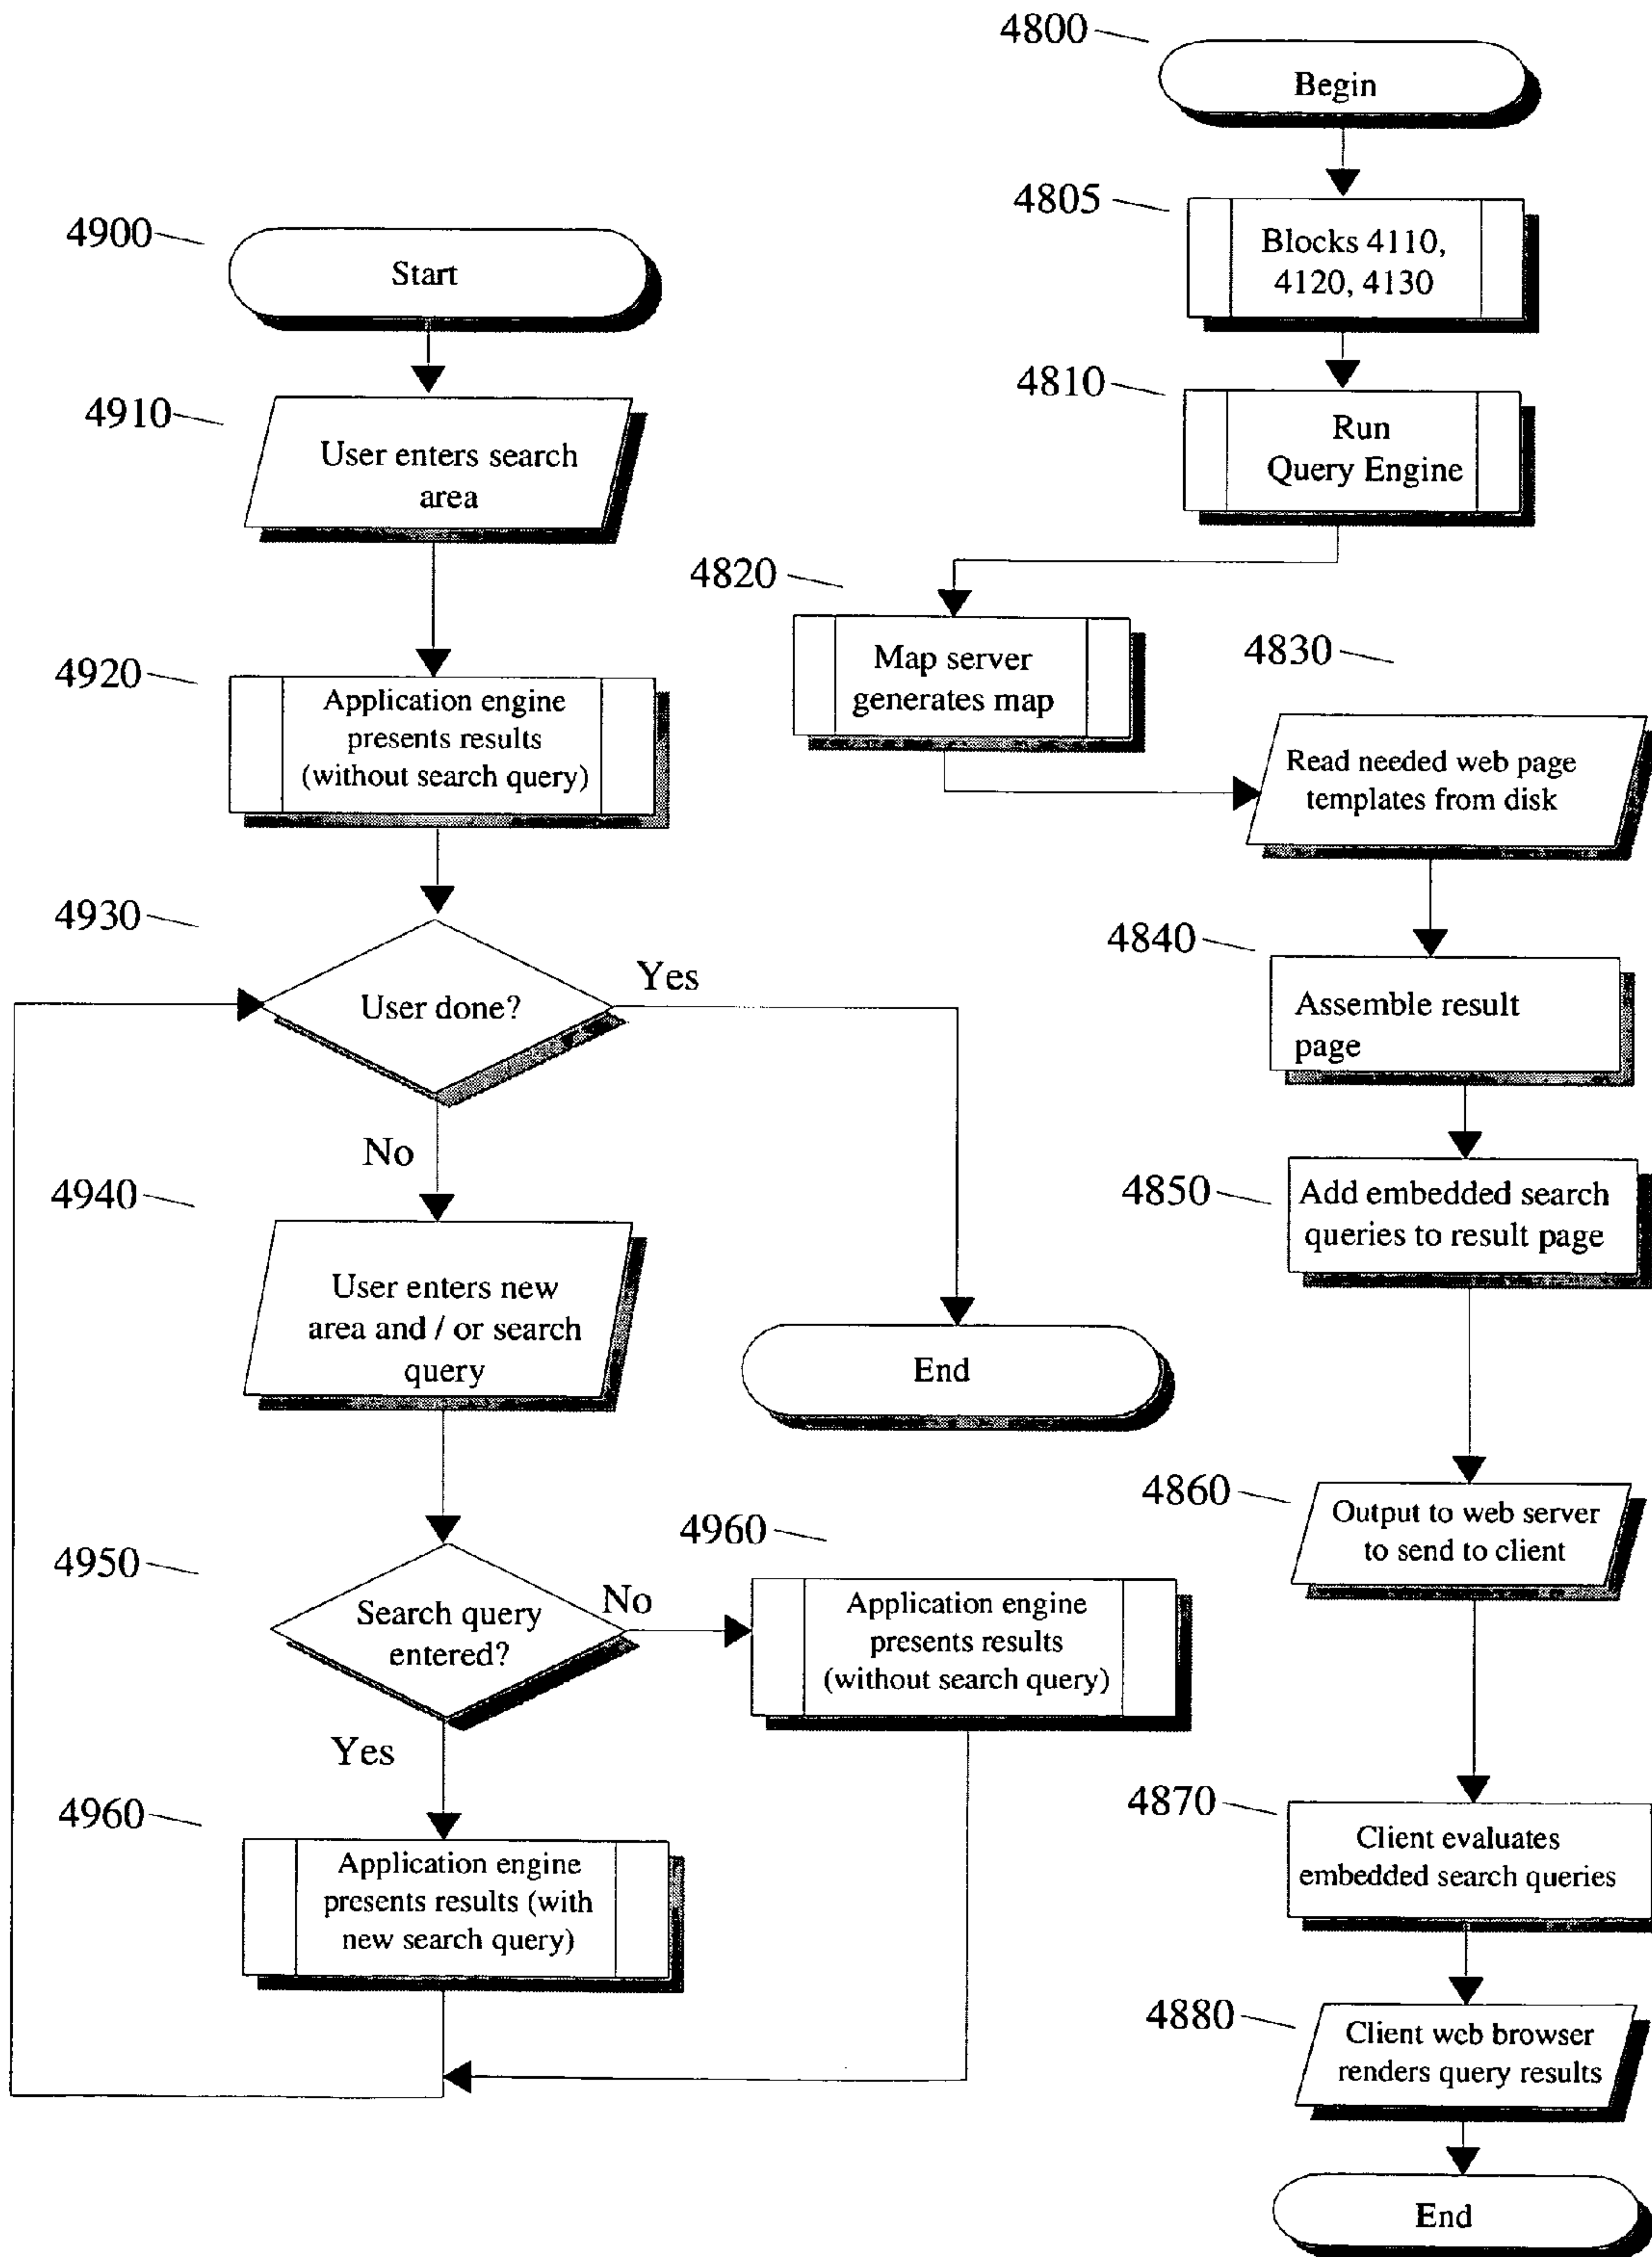 4900
Start
4910
User enters search
area
4920
Application engine
presents results
(without search query)
4930
User done?
Yes
No
4940
User enters new
area and / or search
query
End
4950
Search query
entered?
No
4960
Application engine
presents results
(without search query)
Yes
4960
Application engine
presents results (with
new search query)
4800
Begin
4805
Blocks 4110,
4120, 4130
4810
Run
Query Engine
4820
Map server
generates map
4830
Read needed web page
templates from disk
4840
Assemble result
page
4850
Add embedded search
queries to result page
4860
Output to web server
to send to client
4870
Client evaluates
embedded search queries
4880
Client web browser
renders query results
End